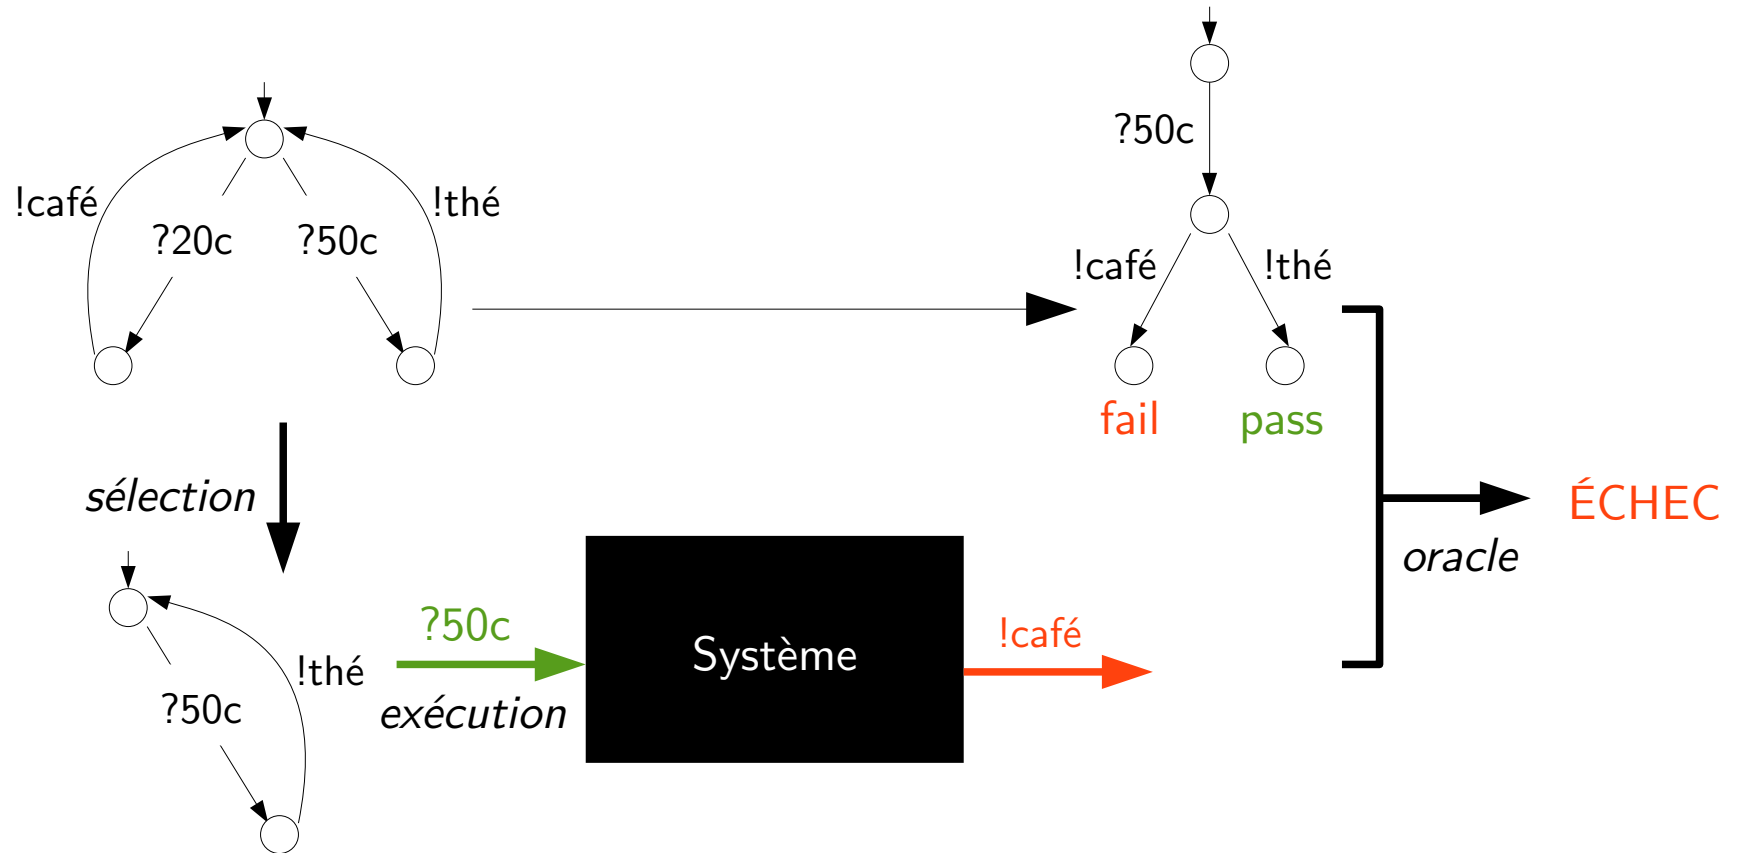 ?50c
!café
!thé
?20c
?50c
!café
!thé
fail
pass
sélection
ÉCHEC
oracle
?50c
!café
Système
!thé
?50c
exécution